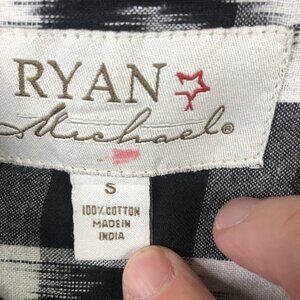 RYAN
Michael®
S
100% COTTON
MADE IN
INDIA